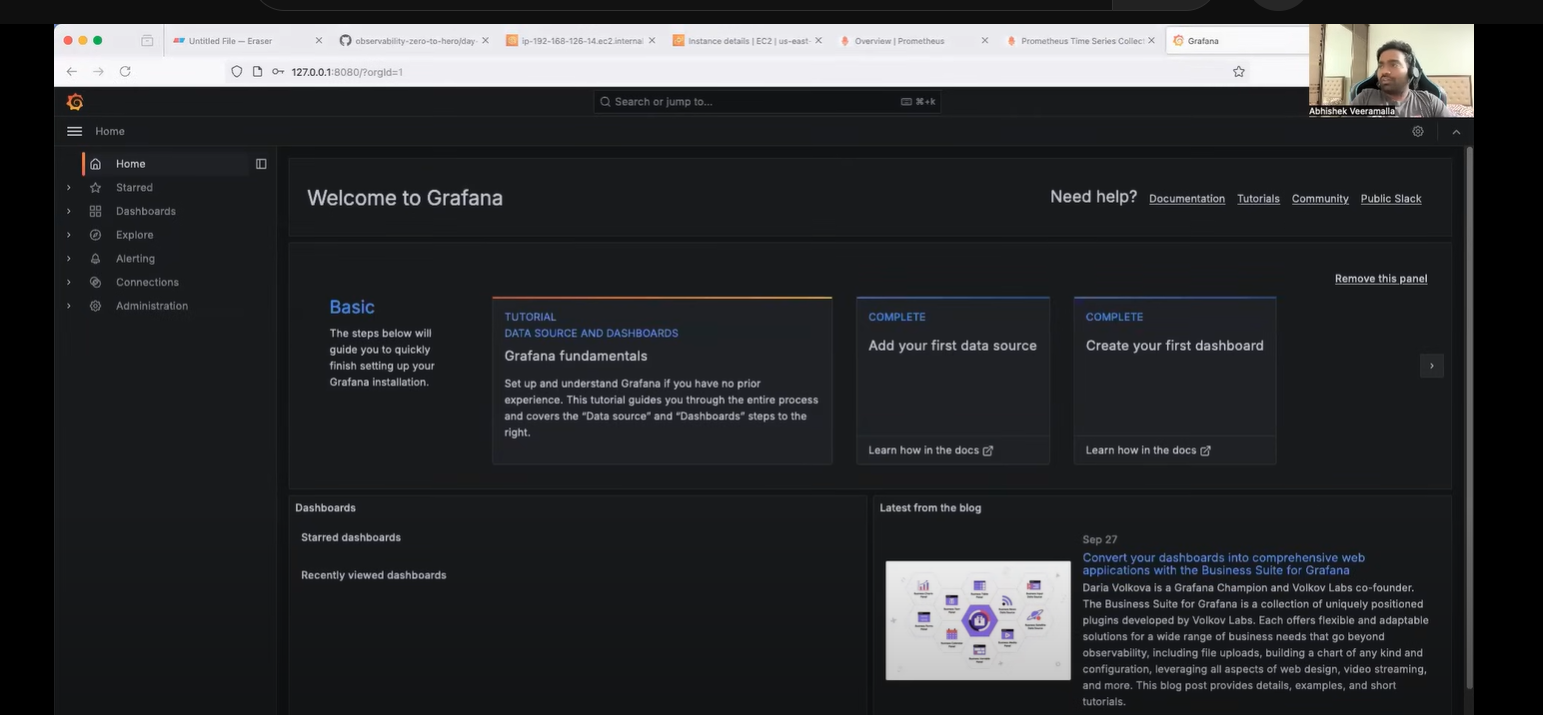 Untitled File — Eraser
observability-zero-to-hero/day-
ip-192-168-126-14.ec2.internal
Instance details | EC2 | us-east-
Overview | Prometheus
Prometheus Time Series Collec
Grafana
127.0.0.1:8080/?orgId=1
Abhishek Veeramalla
Search or jump to...
⌘+k
Home
Home
Starred
Dashboards
Explore
Alerting
Connections
Administration
Welcome to Grafana
Need help?
Documentation
Tutorials
Community
Public Slack
Remove this panel
Basic
The steps below will
guide you to quickly
finish setting up your
Grafana installation.
TUTORIAL
DATA SOURCE AND DASHBOARDS
Grafana fundamentals
Set up and understand Grafana if you have no prior
experience. This tutorial guides you through the entire process
and covers the “Data source” and “Dashboards” steps to the
right.
COMPLETE
Add your first data source
Learn how in the docs
COMPLETE
Create your first dashboard
Learn how in the docs
Dashboards
Starred dashboards
Recently viewed dashboards
Latest from the blog
Sep 27
Convert your dashboards into comprehensive web
applications with the Business Suite for Grafana
Daria Volkova is a Grafana Champion and Volkov Labs co-founder.
The Business Suite for Grafana is a collection of uniquely positioned
plugins developed by Volkov Labs. Each offers flexible and adaptable
solutions for a wide range of business needs that go beyond
observability, including file uploads, building a chart of any kind and
configuration, leveraging all aspects of web design, video streaming,
and more. This blog post provides details, examples, and short
tutorials.